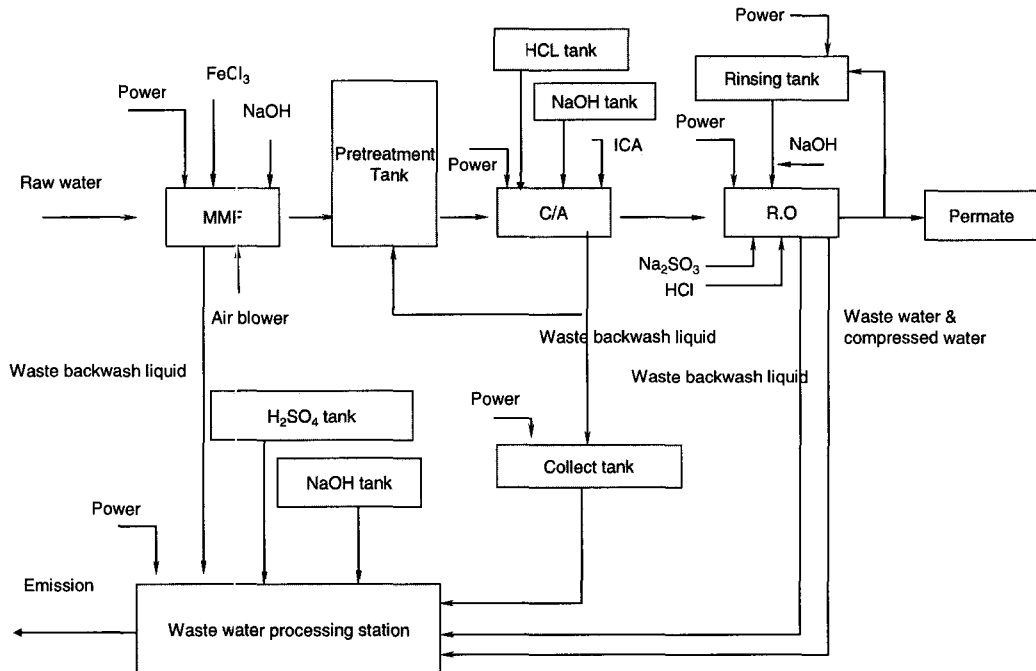 Power
HCL tank
FeCl₃
Rinsing tank
Power
NaOH
NaOH tank
Pretreatment
Tank
Power
ICA
Power
NaOH
Raw water
MMF
C/A
R.O
Permate
Na₂SO₃
HCl
Air blower
Waste water &
compressed water
Waste backwash liquid
Waste backwash liquid
Waste backwash liquid
H₂SO₄ tank
Power
Collect tank
NaOH tank
Power
Emission
Waste water processing station